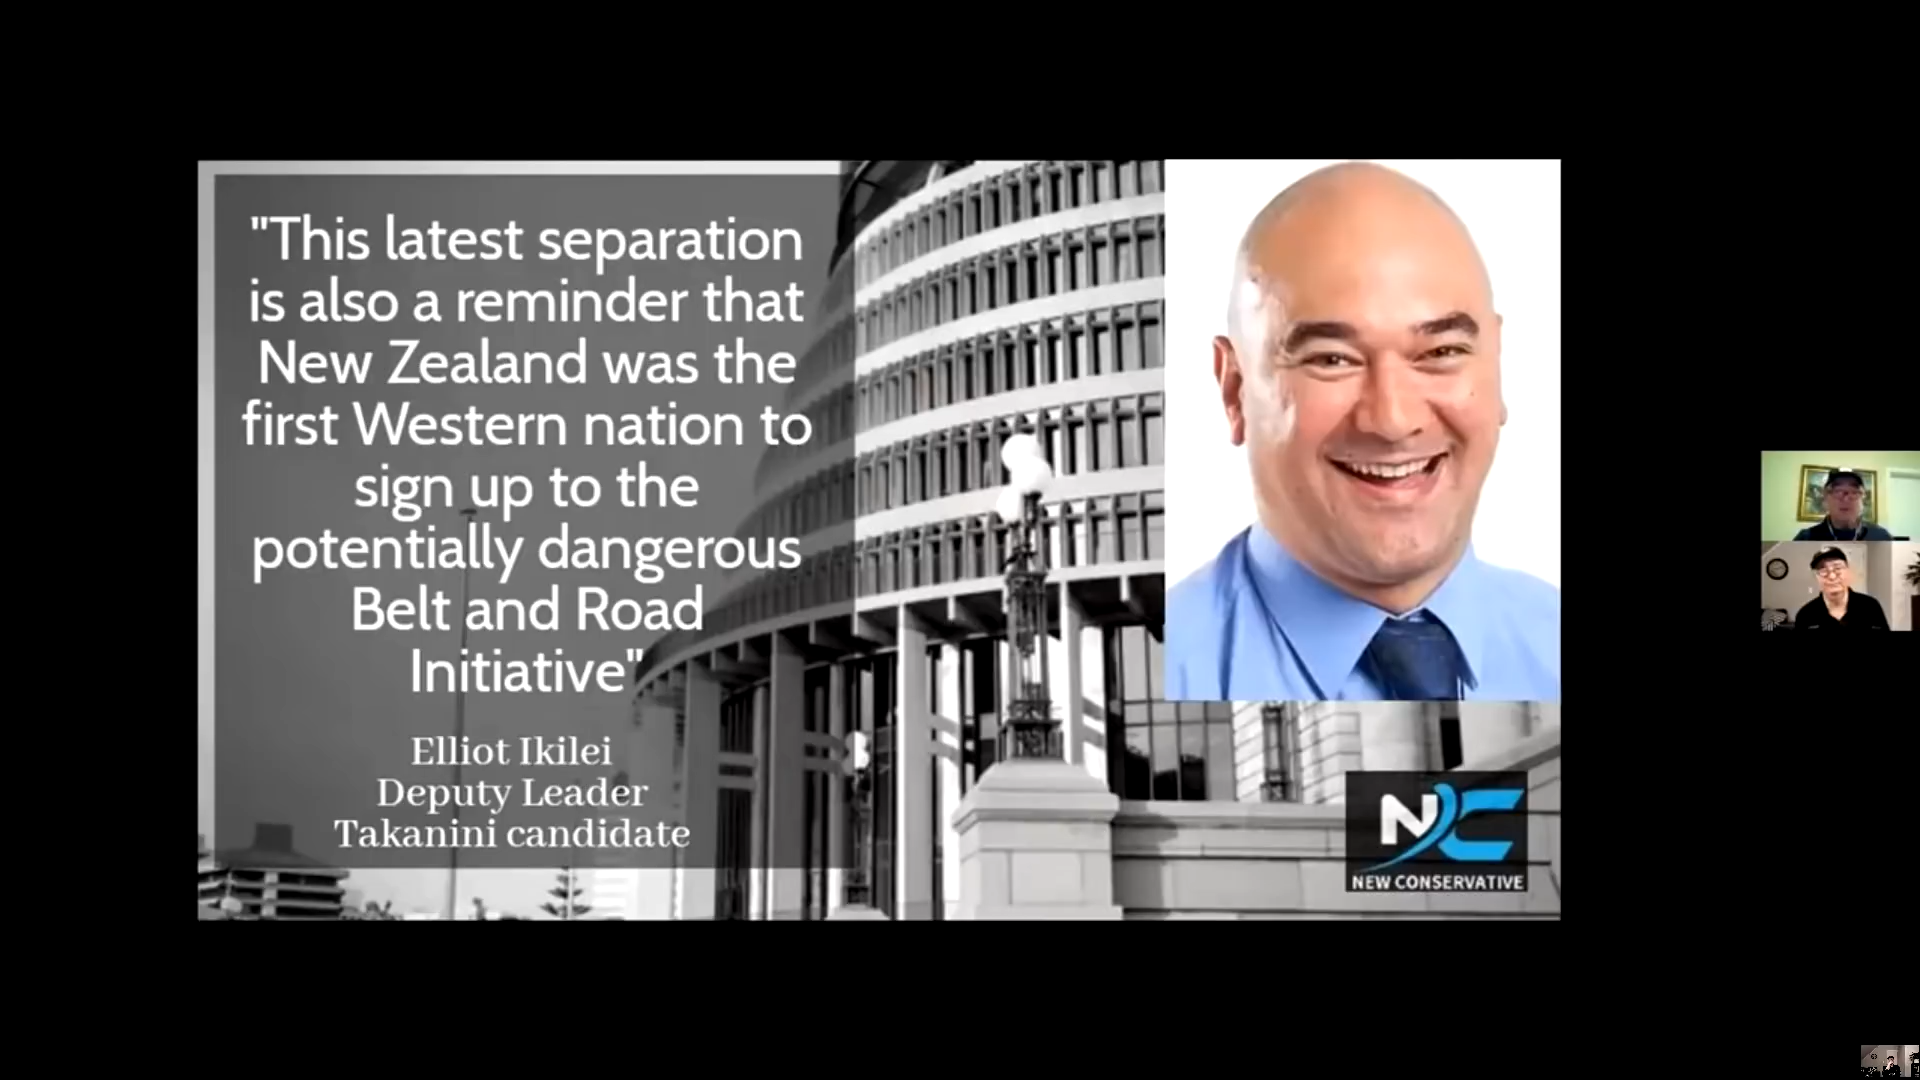 "This latest separation
is also a reminder that
New Zealand was the
first Western nation to
sign up to the
potentially dangerous
Belt and Road
Initiative"
Elliot Ikilei
Deputy Leader
Takanini candidate
NC
NEW CONSERVATIVE